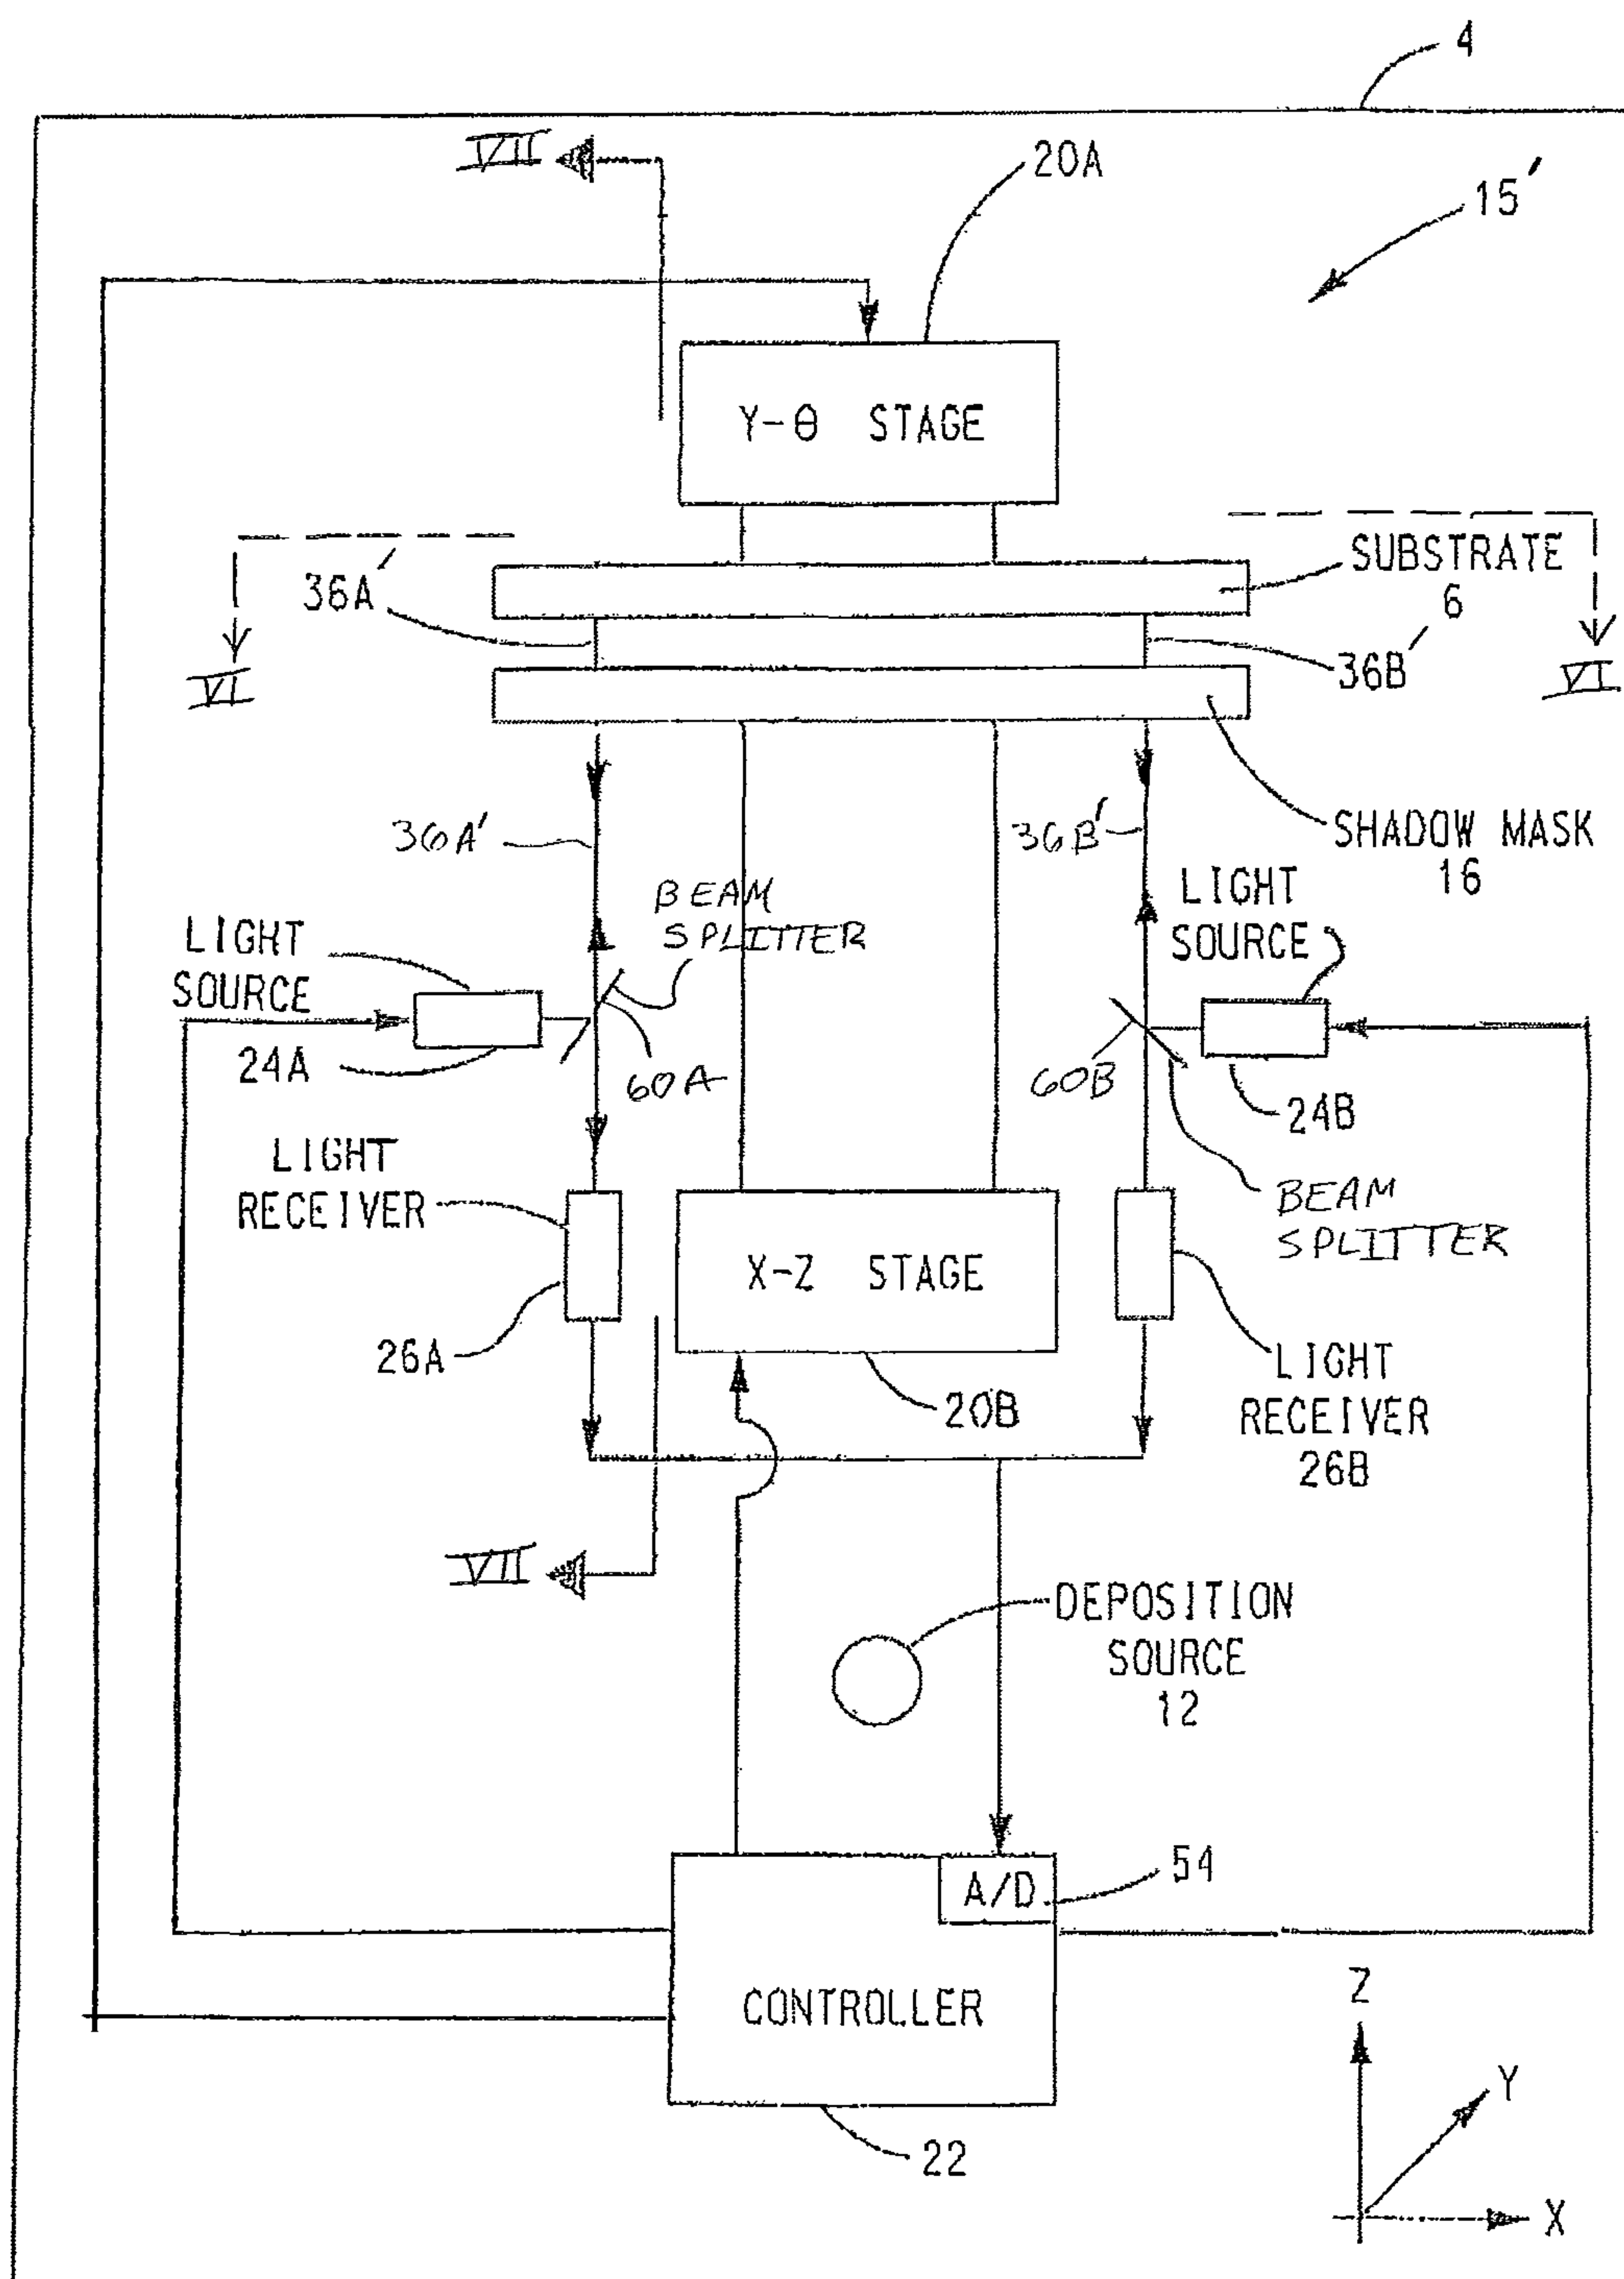 4
VII
20A
15'
Y-θ STAGE
SUBSTRATE
6
36A'
VI
36B'
VI
36A'
36B'
SHADOW MASK
16
BEAM
SPLITTER
LIGHT
SOURCE
24A
LIGHT
SOURCE
60A
60B
24B
LIGHT
RECEIVER
BEAM
SPLITTER
X-Z STAGE
26A
20B
LIGHT
RECEIVER
26B
VII
DEPOSITION
SOURCE
12
A/D
54
CONTROLLER
22
Z
Y
X